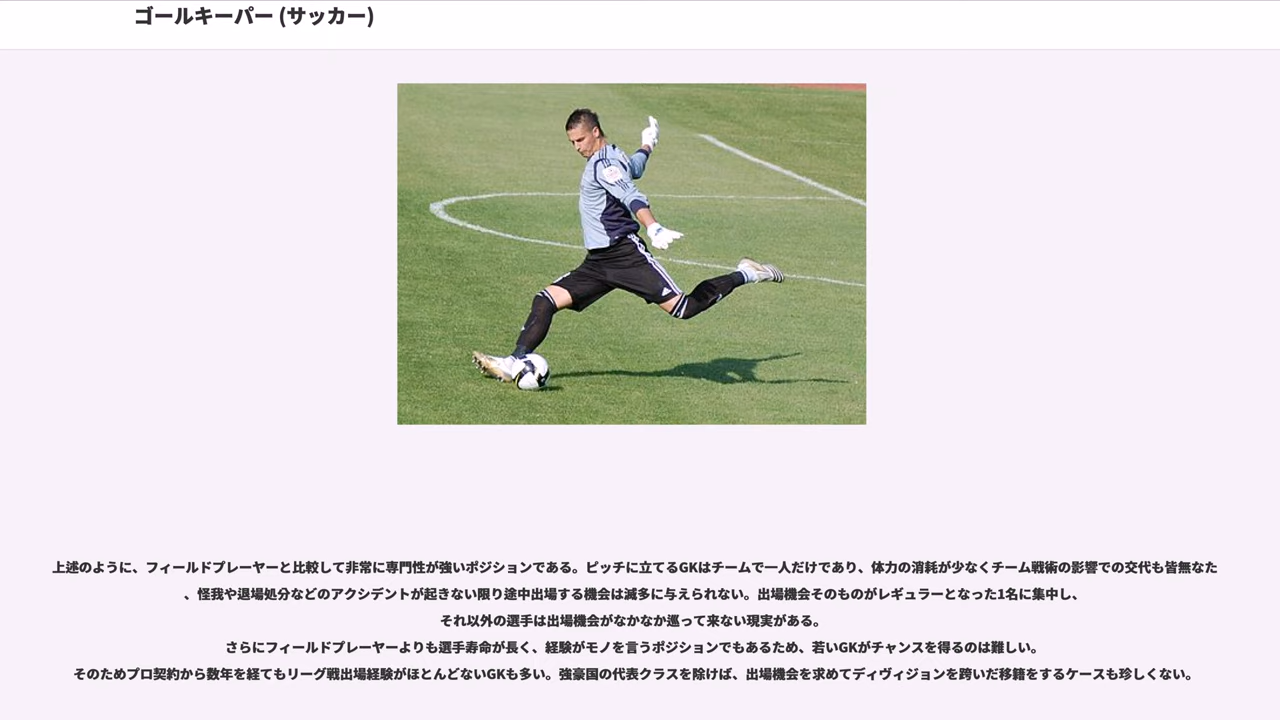 ゴールキーパー (サッカー)
上述のように、フィールドプレーヤーと比較して非常に専門性が強いポジションである。ピッチに立てるGKはチームで一人だけであり、体力の消耗が少なくチーム戦術の影響での交代も皆無なた
、怪我や退場処分などのアクシデントが起きない限り途中出場する機会は滅多に与えられない。出場機会そのものがレギュラーとなった1名に集中し、
それ以外の選手は出場機会がなかなか巡って来ない現実がある。
さらにフィールドプレーヤーよりも選手寿命が長く、経験がモノを言うポジションでもあるため、若いGKがチャンスを得るのは難しい。
そのためプロ契約から数年を経てもリーグ戦出場経験がほとんどないGKも多い。強豪国の代表クラスを除けば、出場機会を求めてディヴィジョンを跨いだ移籍をするケースも珍しくない。